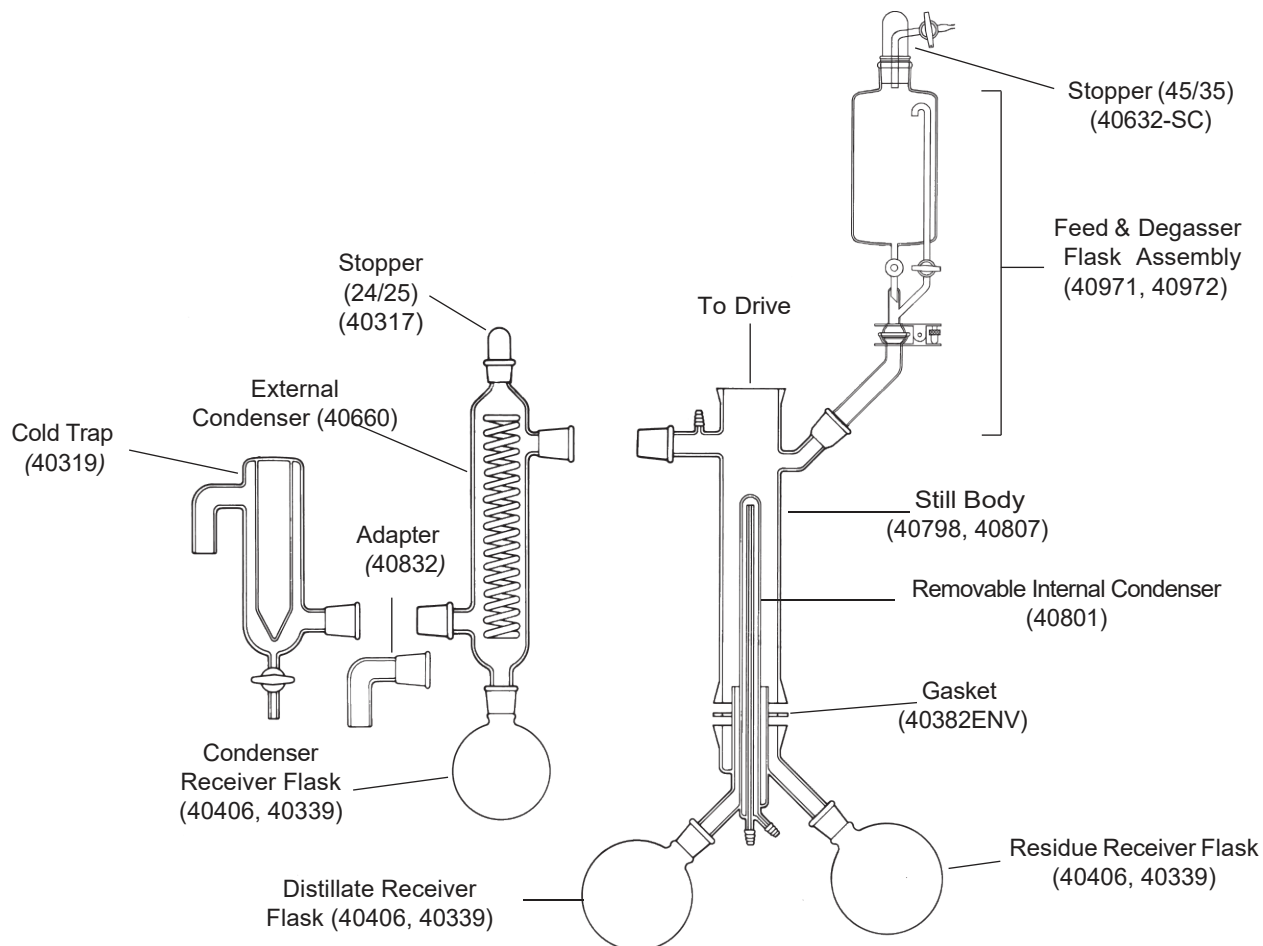 Stopper (45/35)
(40632-SC)
Feed & Degasser
Flask Assembly
(40971, 40972)
Stopper
(24/25)
(40317)
To Drive
External
Condenser (40660)
Cold Trap
(40319)
Still Body
(40798, 40807)
Adapter
(40832)
Removable Internal Condenser
(40801)
Gasket
(40382ENV)
Condenser
Receiver Flask
(40406, 40339)
Residue Receiver Flask
(40406, 40339)
Distillate Receiver
Flask (40406, 40339)